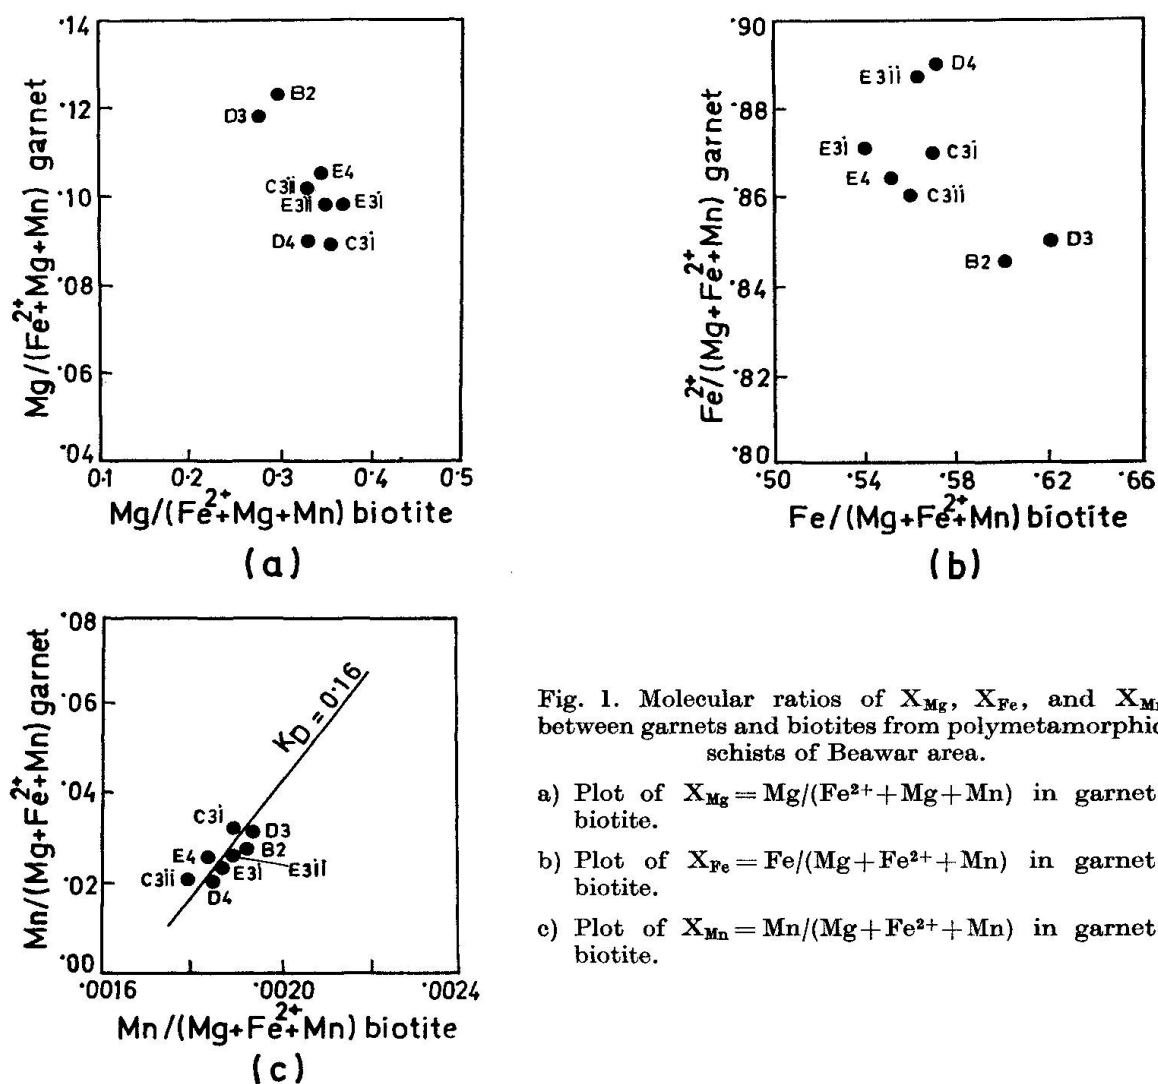 ·14
·12
·10
·08
·06
·04
Mg/(Fe²⁺+Mg+Mn) garnet
B2
D3
E4
C3ii
E3ii
E3i
D4
C3i
0·1 0·2 0·3 0·4 0·5
Mg/(Fe²⁺+Mg+Mn) biotite
(a)
·90
·88
·86
·84
·82
·80
Fe²⁺/(Mg+Fe²⁺+Mn) garnet
D4
E3ii
E3i
C3i
E4
C3ii
D3
B2
·50 ·54 ·58 ·62 ·66
Fe/(Mg+Fe²⁺+Mn) biotite
(b)
·08
·06
·04
·02
·00
Mn/(Mg+Fe²⁺+Mn) garnet
K_D = 0·16
C3i
D3
B2
E4
E3ii
E3i
C3ii
D4
·0016 ·0020 ·0024
Mn/(Mg+Fe²⁺+Mn) biotite
(c)
Fig. 1. Molecular ratios of X_Mg, X_Fe, and X_Mn
between garnets and biotites from polymetamorphic
schists of Beawar area.
a) Plot of X_Mg = Mg/(Fe²⁺+Mg+Mn) in garnet
biotite.
b) Plot of X_Fe = Fe/(Mg+Fe²⁺+Mn) in garnet
biotite.
c) Plot of X_Mn = Mn/(Mg+Fe²⁺+Mn) in garnet
biotite.